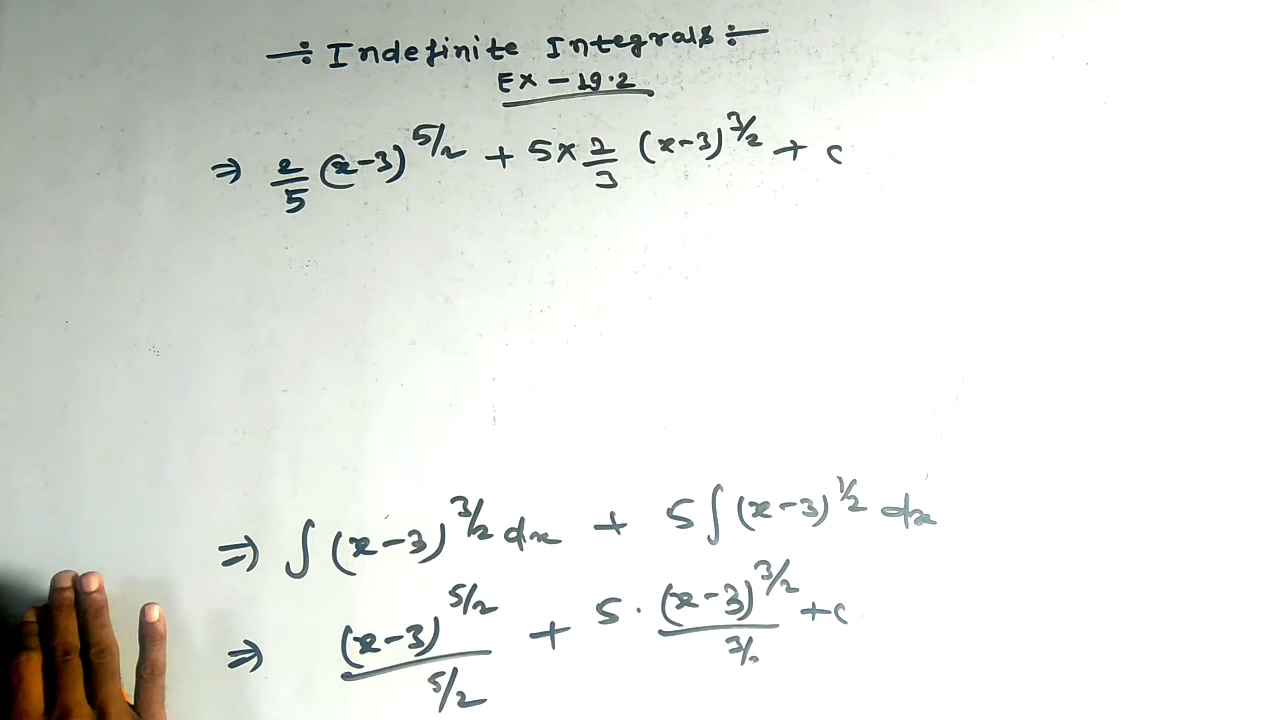 ÷ Indefinite Integrals ÷
EX - 19.2
⇒ 2/5 (x-3)^5/2 + 5 × 2/3 (x-3)^3/2 + c
⇒ ∫ (x-3)^3/2 dx + 5 ∫ (x-3)^1/2 dx
⇒ (x-3)^5/2 / 5/2 + 5 · (x-3)^3/2 / 3/2 + c